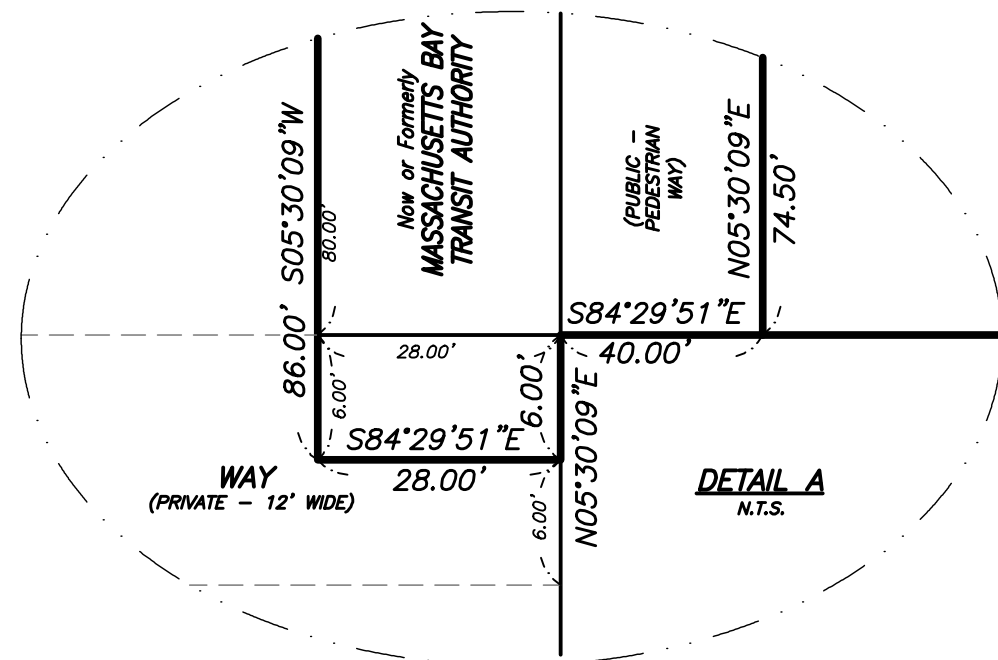 S05°30'09"W
86.00'
80.00'
Now or Formerly
MASSACHUSETTS BAY
TRANSIT AUTHORITY
(PUBLIC -
PEDESTRIAN
WAY)
N05°30'09"E
74.50'
S84°29'51"E
40.00'
28.00'
6.00'
6.00'
S84°29'51"E
28.00'
N05°30'09"E
6.00'
WAY
(PRIVATE - 12' WIDE)
DETAIL A
N.T.S.